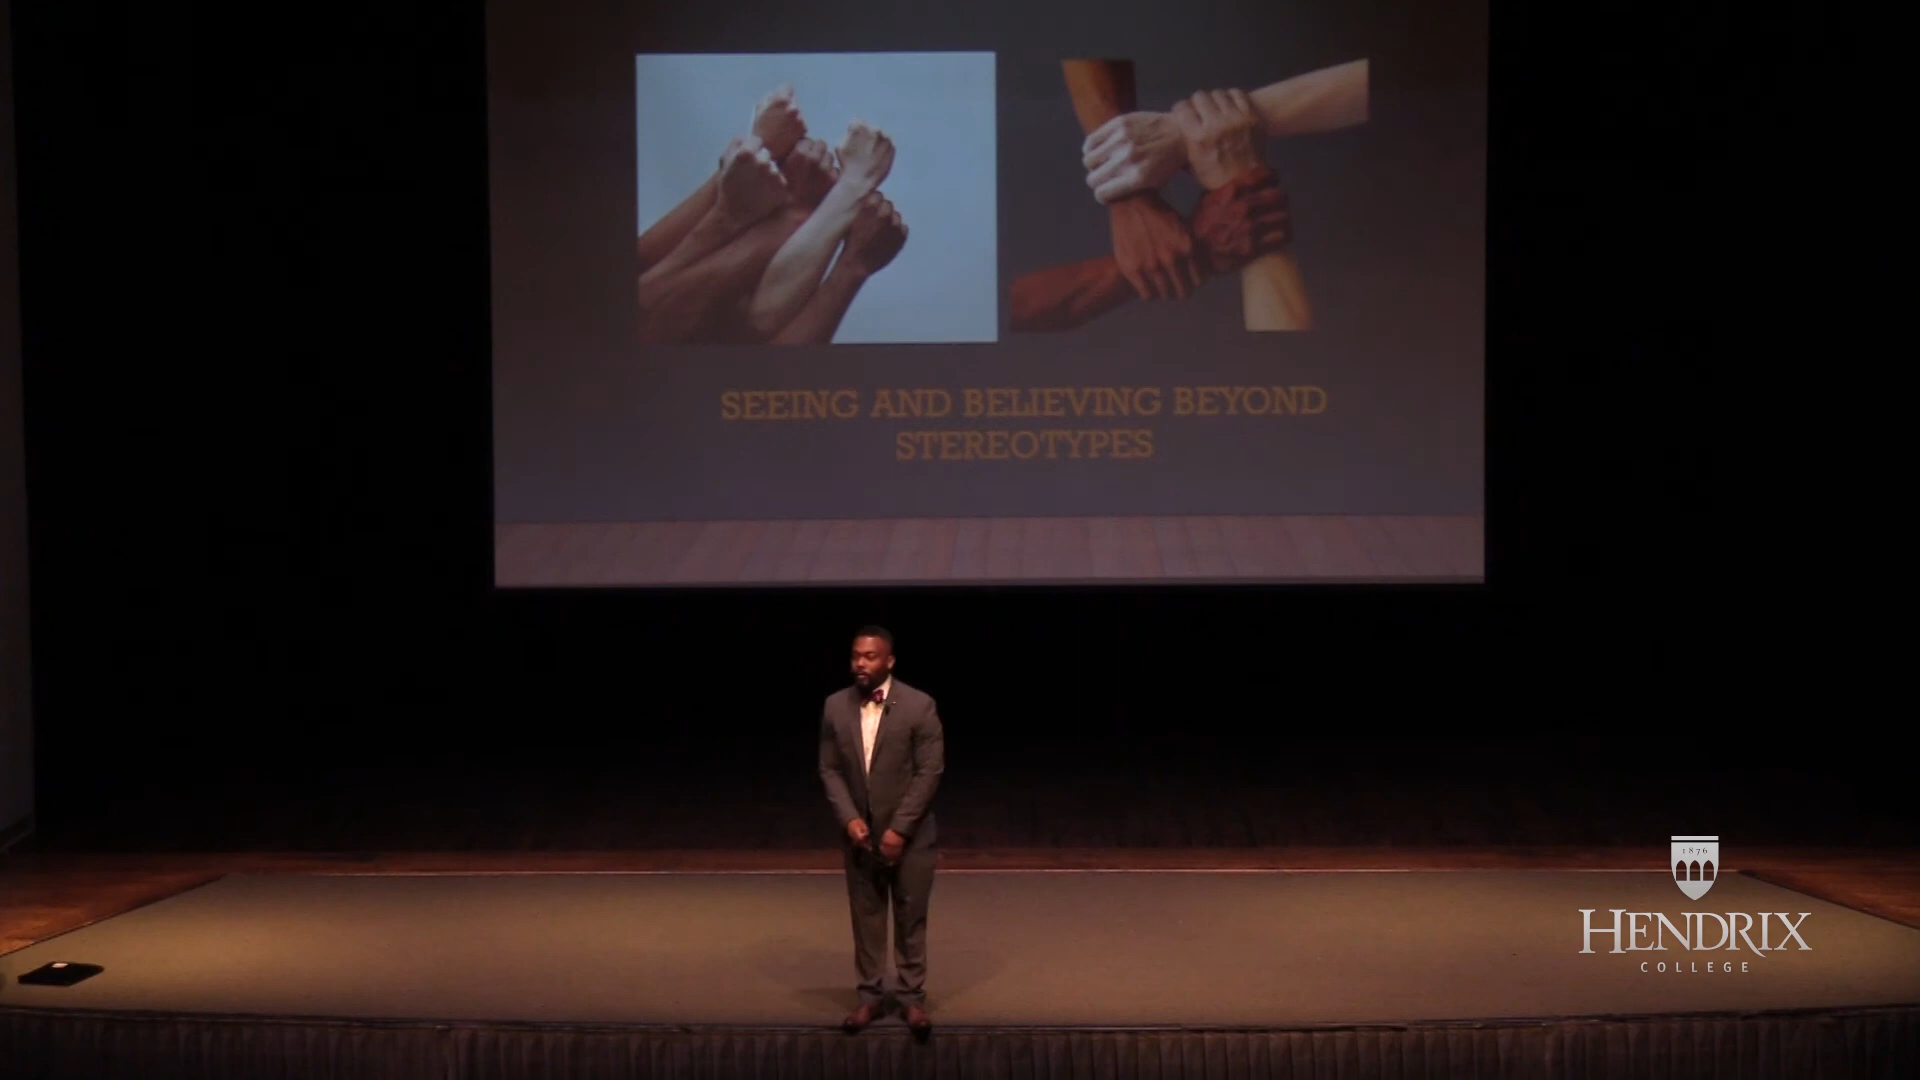 SEEING AND BELIEVING BEYOND
STEREOTYPES
1876
HENDRIX
COLLEGE